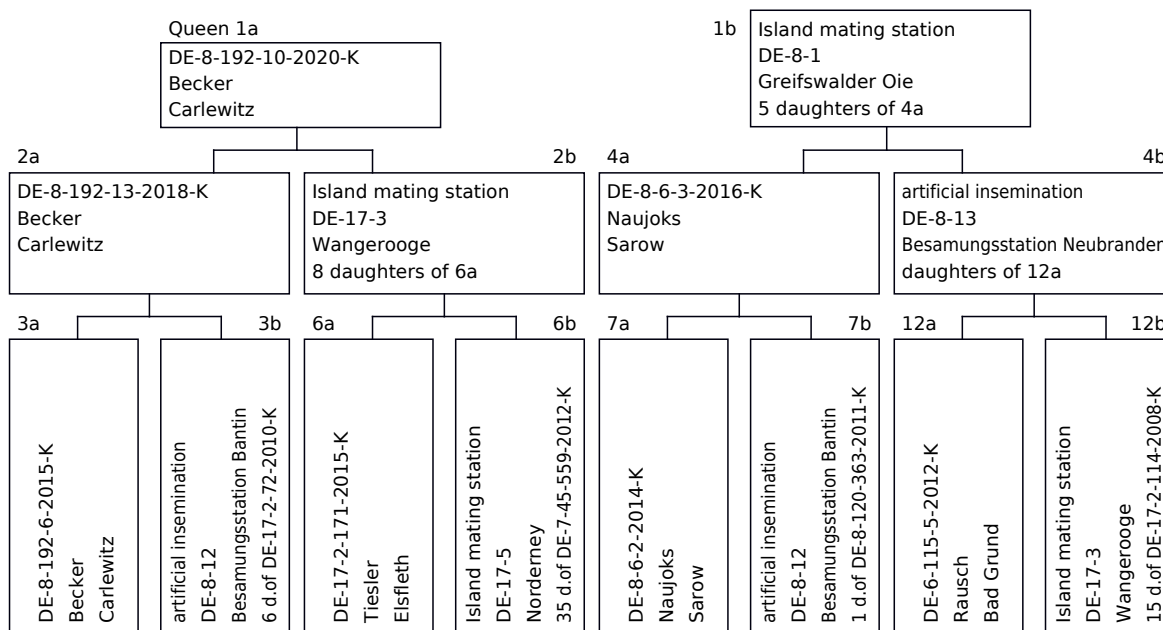 Queen 1a
DE-8-192-10-2020-K
Becker
Carlewitz
1b
Island mating station
DE-8-1
Greifswalder Oie
5 daughters of 4a
2a
DE-8-192-13-2018-K
Becker
Carlewitz
2b
Island mating station
DE-17-3
Wangerooge
8 daughters of 6a
4a
DE-8-6-3-2016-K
Naujoks
Sarow
4b
artificial insemination
DE-8-13
Besamungsstation Neubrander
daughters of 12a
3a
DE-8-192-6-2015-K
Becker
Carlewitz
3b
artificial insemination
DE-8-12
Besamungsstation Bantin
6 d.of DE-17-2-72-2010-K
6a
DE-17-2-171-2015-K
Tiesler
Elsfleth
6b
Island mating station
DE-17-5
Norderney
35 d.of DE-7-45-559-2012-K
7a
DE-8-6-2-2014-K
Naujoks
Sarow
7b
artificial insemination
DE-8-12
Besamungsstation Bantin
1 d.of DE-8-120-363-2011-K
12a
DE-6-115-5-2012-K
Rausch
Bad Grund
12b
Island mating station
DE-17-3
Wangerooge
15 d.of DE-17-2-114-2008-K